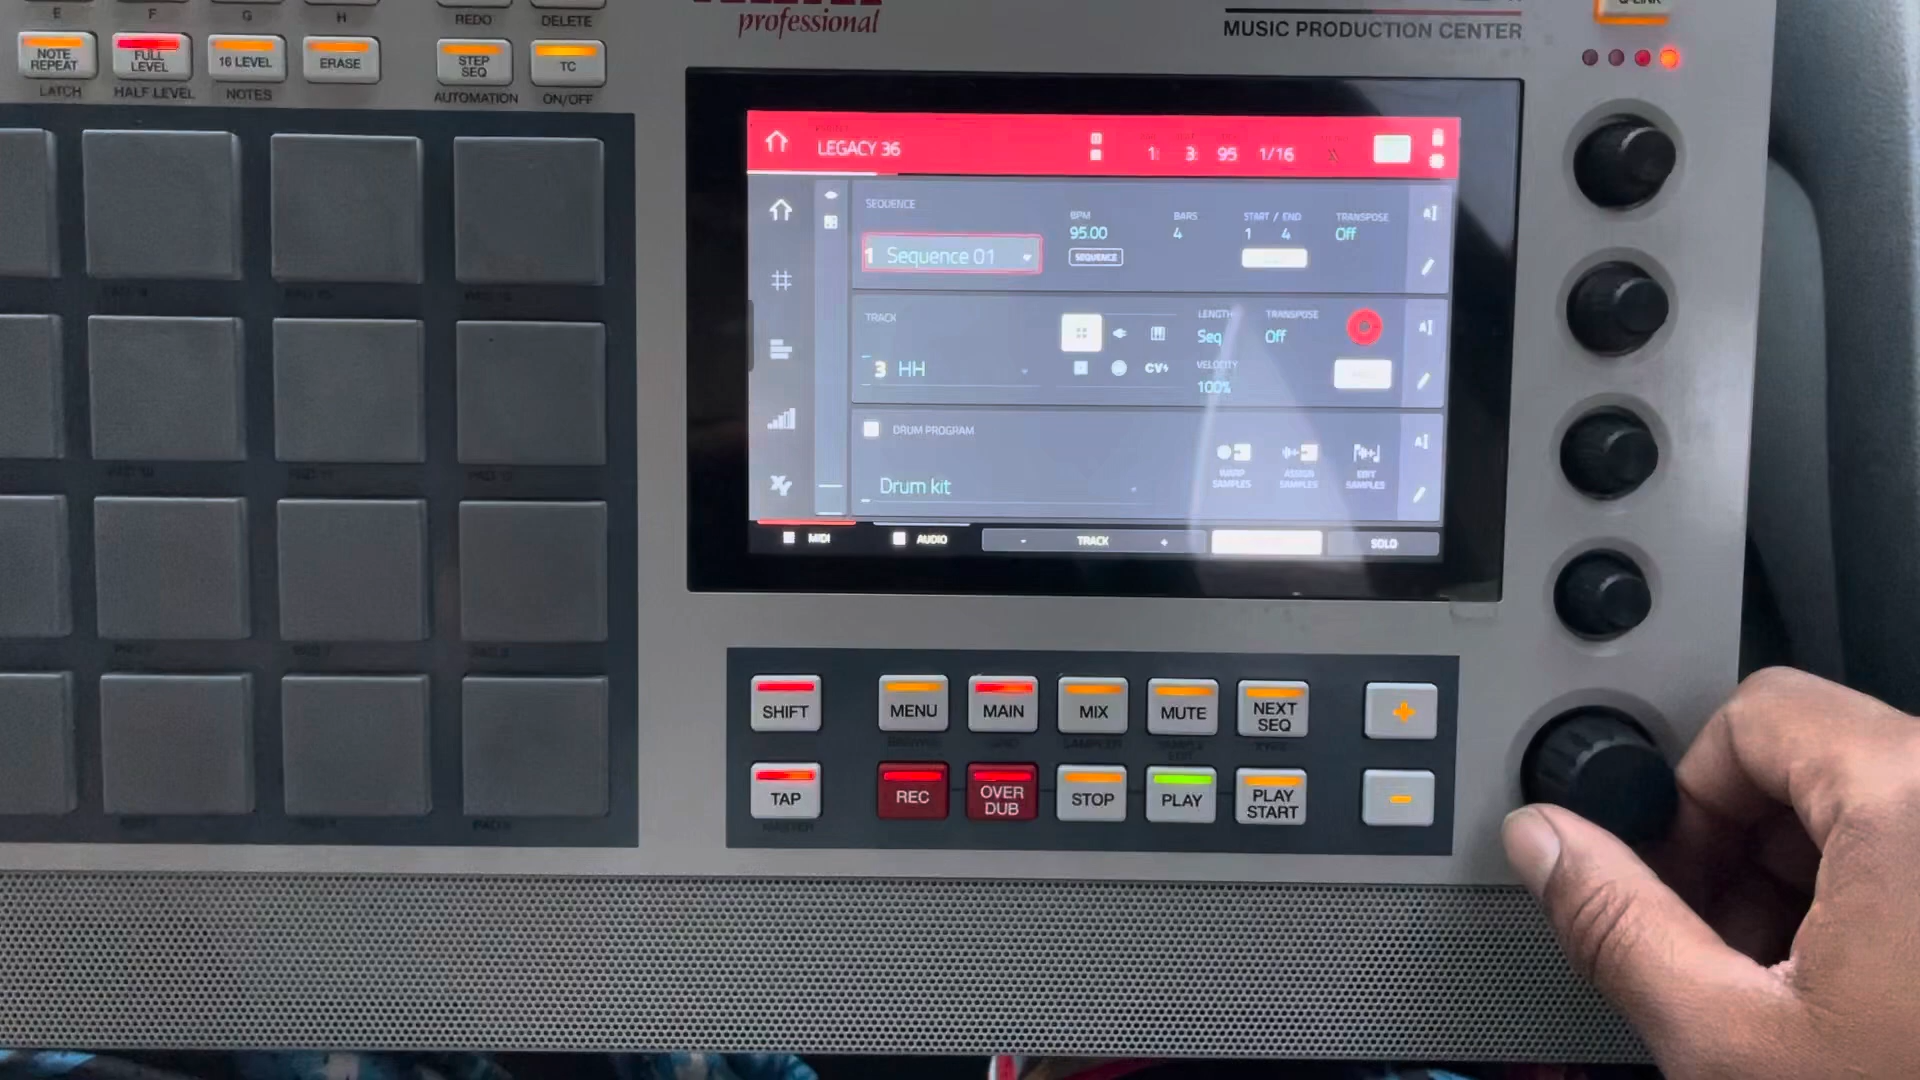 E F G H
REDO DELETE
NOTE REPEAT
FULL LEVEL
16 LEVEL
ERASE
STEP SEQ
TC
LATCH HALF LEVEL NOTES
AUTOMATION ON/OFF
professional
MUSIC PRODUCTION CENTER
Q-LINK
LEGACY 36
1: 3: 95 1/16
SEQUENCE
BPM BARS START / END TRANSPOSE
95.00 4 1 4 Off
1 Sequence 01
SEQUENCE
TRACK
LENGTH TRANSPOSE
Seq Off
3 HH
CV
VELOCITY
100%
DRUM PROGRAM
Drum kit
WARP SAMPLES
ASSIGN SAMPLES
EDIT SAMPLES
MIDI AUDIO - TRACK + SOLO
SHIFT MENU MAIN MIX MUTE NEXT SEQ +
BROWSE
SAMPLER
TAP REC OVER DUB STOP PLAY PLAY START -
MASTER